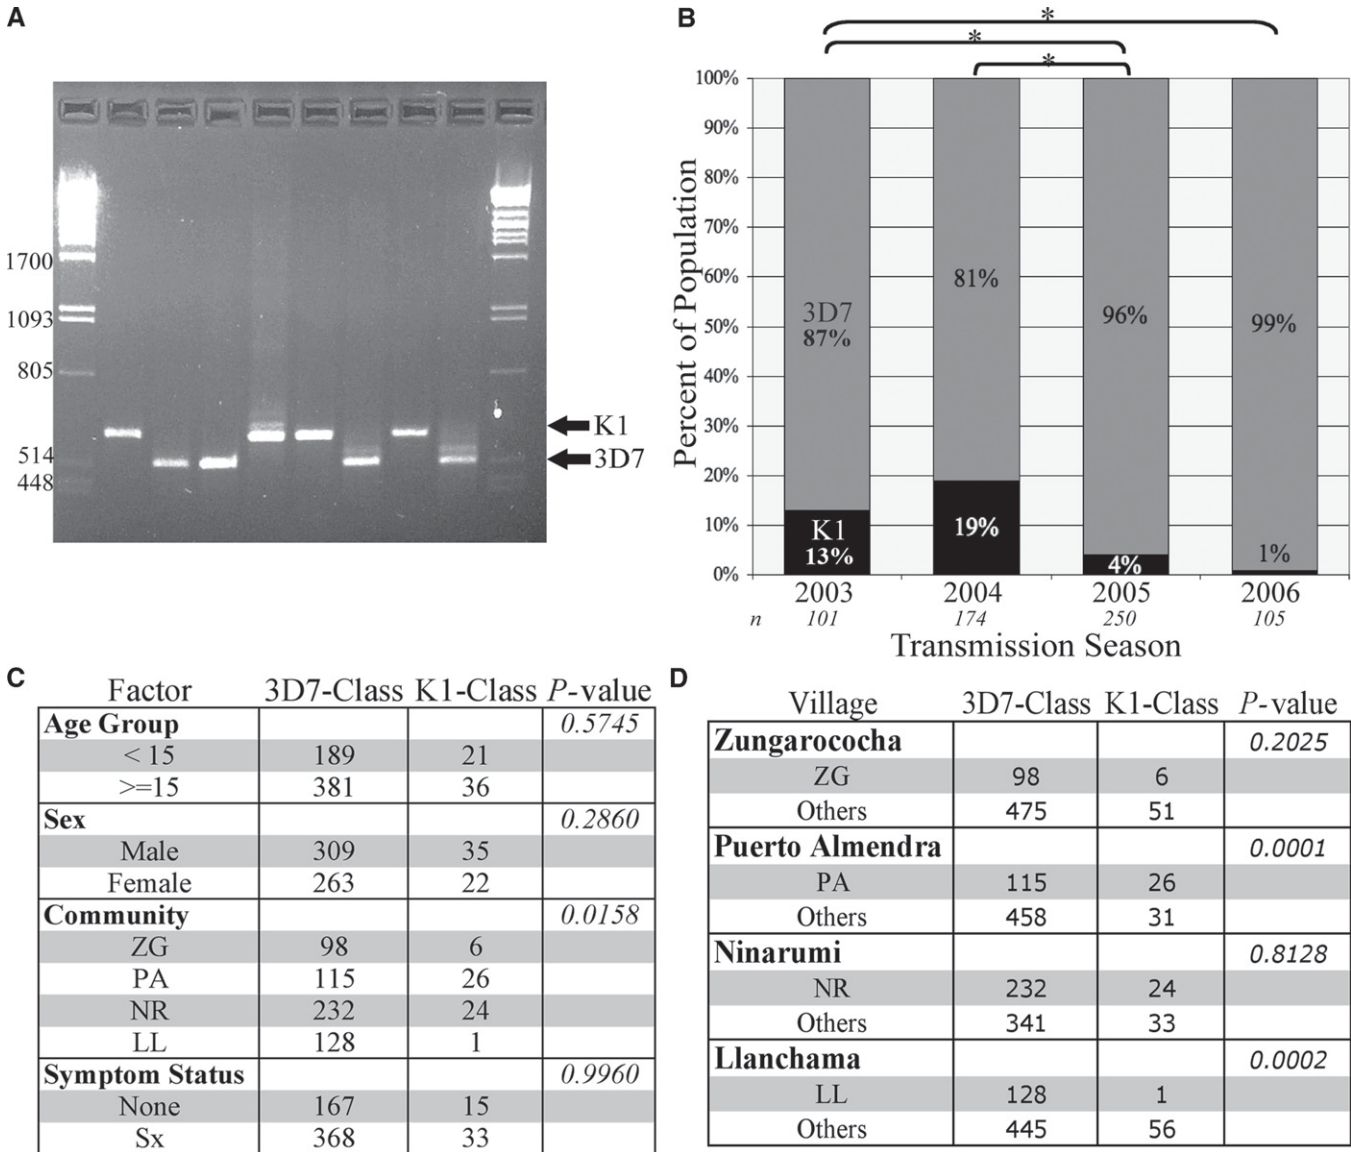 A
1700
1093
805
514
448
K1
3D7
B
*
*
*
Percent of Population
100%
90%
80%
70%
60%
50%
40%
30%
20%
10%
0%
3D7
87%
K1
13%
81%
19%
96%
4%
99%
1%
2003 2004 2005 2006
n 101 174 250 105
Transmission Season
C
Factor 3D7-Class K1-Class P-value
Age Group 0.5745
< 15 189 21
>=15 381 36
Sex 0.2860
Male 309 35
Female 263 22
Community 0.0158
ZG 98 6
PA 115 26
NR 232 24
LL 128 1
Symptom Status 0.9960
None 167 15
Sx 368 33
D
Village 3D7-Class K1-Class P-value
Zungarococha 0.2025
ZG 98 6
Others 475 51
Puerto Almendra 0.0001
PA 115 26
Others 458 31
Ninarumi 0.8128
NR 232 24
Others 341 33
Llanchama 0.0002
LL 128 1
Others 445 56